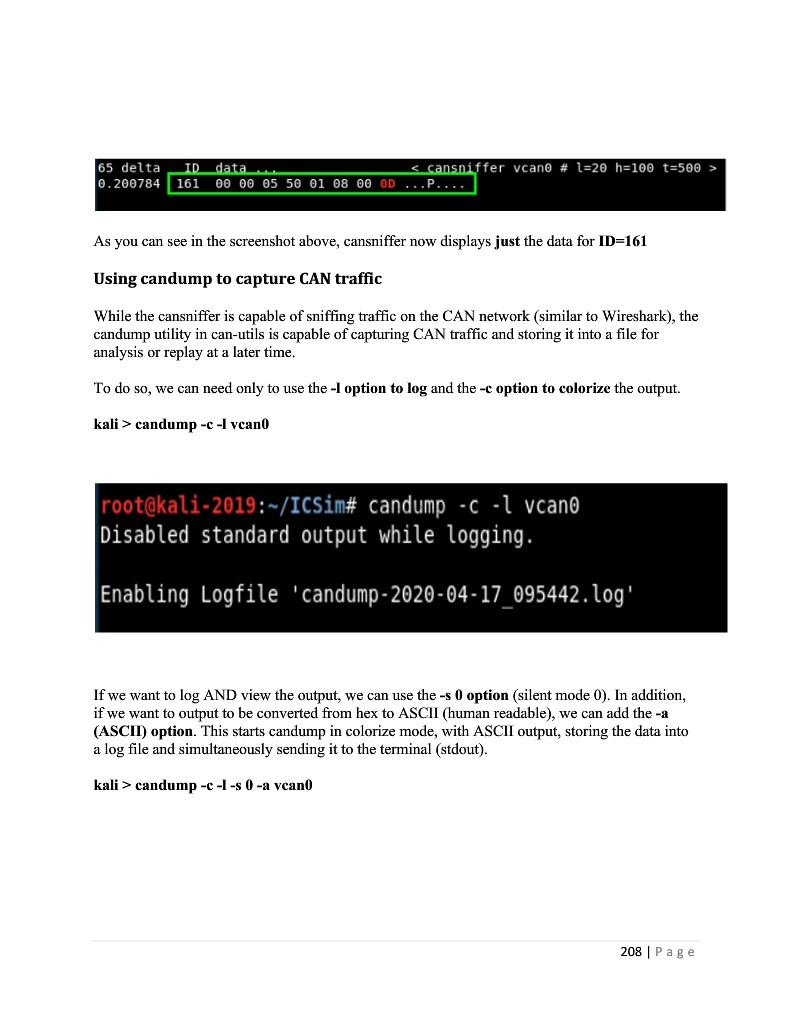 65 delta   ID  data ...                  < cansniffer vcan0 # l=20 h=100 t=500 >
0.200784  161  00 00 05 50 01 08 00 0D ...P....
As you can see in the screenshot above, cansniffer now displays just the data for ID=161
Using candump to capture CAN traffic
While the cansniffer is capable of sniffing traffic on the CAN network (similar to Wireshark), the
candump utility in can-utils is capable of capturing CAN traffic and storing it into a file for
analysis or replay at a later time.
To do so, we can need only to use the -l option to log and the -c option to colorize the output.
kali > candump -c -l vcan0
root@kali-2019:~/ICSim# candump -c -l vcan0
Disabled standard output while logging.
Enabling Logfile 'candump-2020-04-17_095442.log'
If we want to log AND view the output, we can use the -s 0 option (silent mode 0). In addition,
if we want to output to be converted from hex to ASCII (human readable), we can add the -a
(ASCII) option. This starts candump in colorize mode, with ASCII output, storing the data into
a log file and simultaneously sending it to the terminal (stdout).
kali > candump -c -l -s 0 -a vcan0
208 | Page